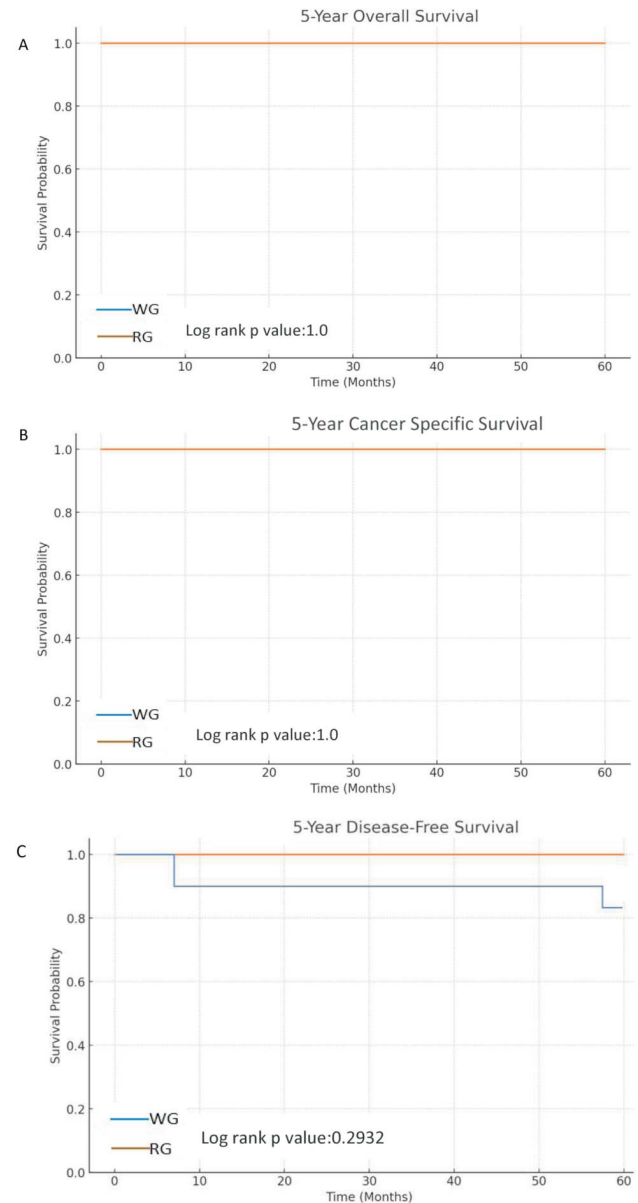 5-Year Overall Survival
A
1.0
0.8
0.6
0.4
0.2
0.0
Survival Probability
WG
RG
Log rank p value:1.0
0 10 20 30 40 50 60
Time (Months)
5-Year Cancer Specific Survival
B
1.0
0.8
0.6
0.4
0.2
0.0
Survival Probability
WG
RG
Log rank p value:1.0
0 10 20 30 40 50 60
Time (Months)
5-Year Disease-Free Survival
C
1.0
0.8
0.6
0.4
0.2
0.0
Survival Probability
WG
RG
Log rank p value:0.2932
0 10 20 30 40 50 60
Time (Months)